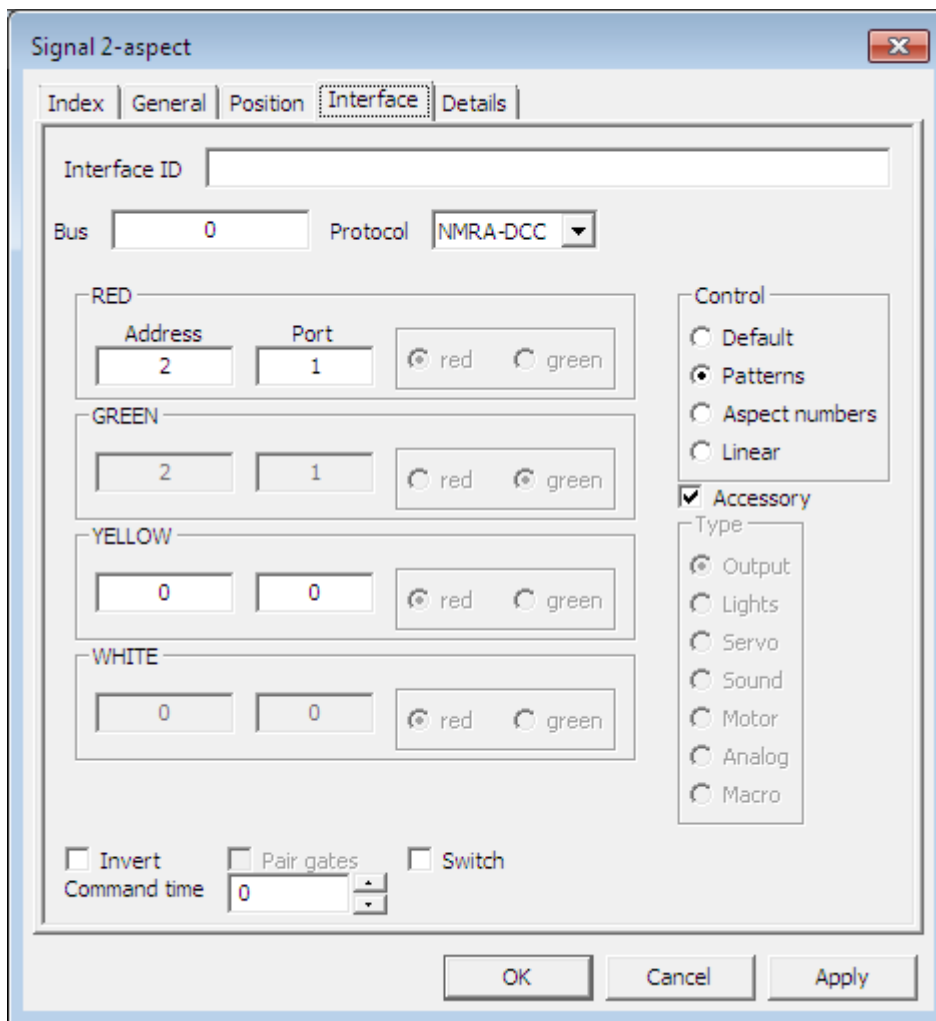 Signal 2-aspect
Index General Position Interface Details
Interface ID
Bus 0 Protocol NMRA-DCC
RED
Address Port
2 1 red green
GREEN
2 1 red green
YELLOW
0 0 red green
WHITE
0 0 red green
Control
Default
Patterns
Aspect numbers
Linear
Accessory
Type
Output
Lights
Servo
Sound
Motor
Analog
Macro
Invert Pair gates Switch
Command time 0
OK Cancel Apply